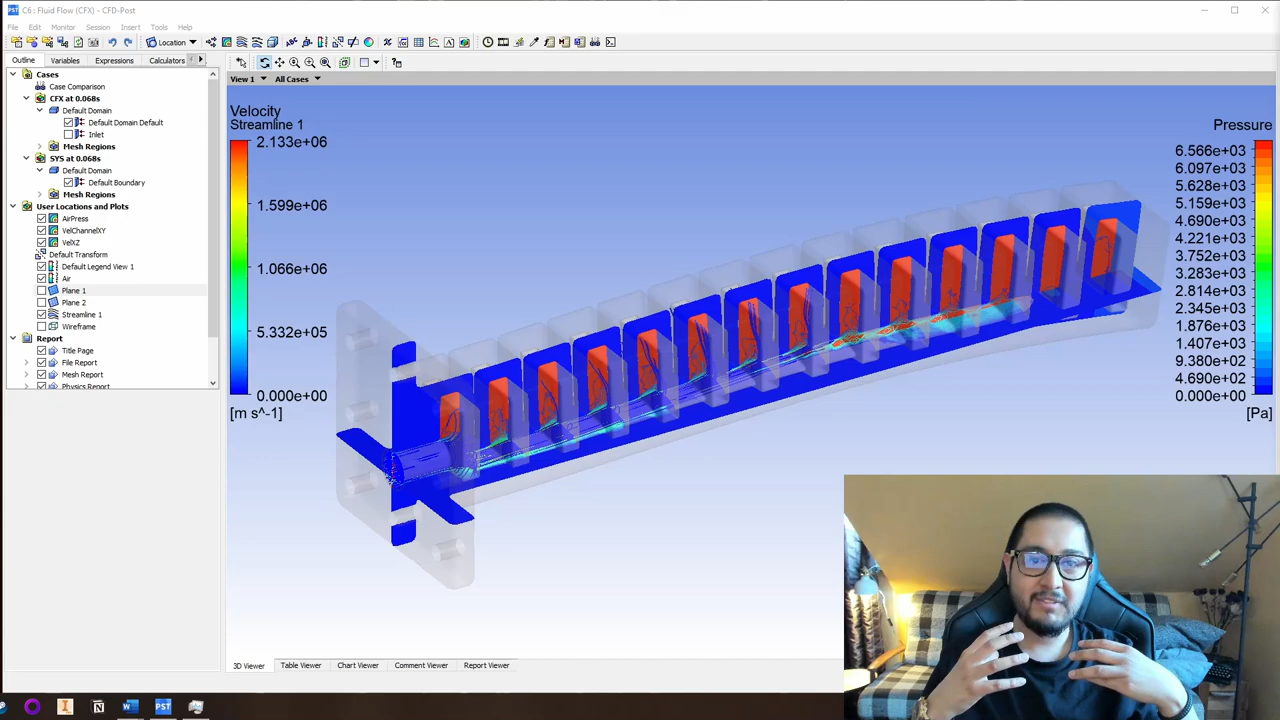 C6 : Fluid Flow (CFX) - CFD-Post
File Edit Monitor Session Insert Tools Help
Location
Outline Variables Expressions Calculators
View 1 All Cases
Cases
Case Comparison
CFX at 0.068s
Default Domain
Default Domain Default
Inlet
Mesh Regions
SYS at 0.068s
Default Domain
Default Boundary
Mesh Regions
User Locations and Plots
AirPress
VelChannelXY
VelXZ
Default Transform
Default Legend View 1
Air
Plane 1
Plane 2
Streamline 1
Wireframe
Report
Title Page
File Report
Mesh Report
Physics Report
Velocity
Streamline 1
2.133e+06
1.599e+06
1.066e+06
5.332e+05
0.000e+00
[m s^-1]
Pressure
6.566e+03
6.097e+03
5.628e+03
5.159e+03
4.690e+03
4.221e+03
3.752e+03
3.283e+03
2.814e+03
2.345e+03
1.876e+03
1.407e+03
9.380e+02
4.690e+02
0.000e+00
[Pa]
3D Viewer Table Viewer Chart Viewer Comment Viewer Report Viewer
PST